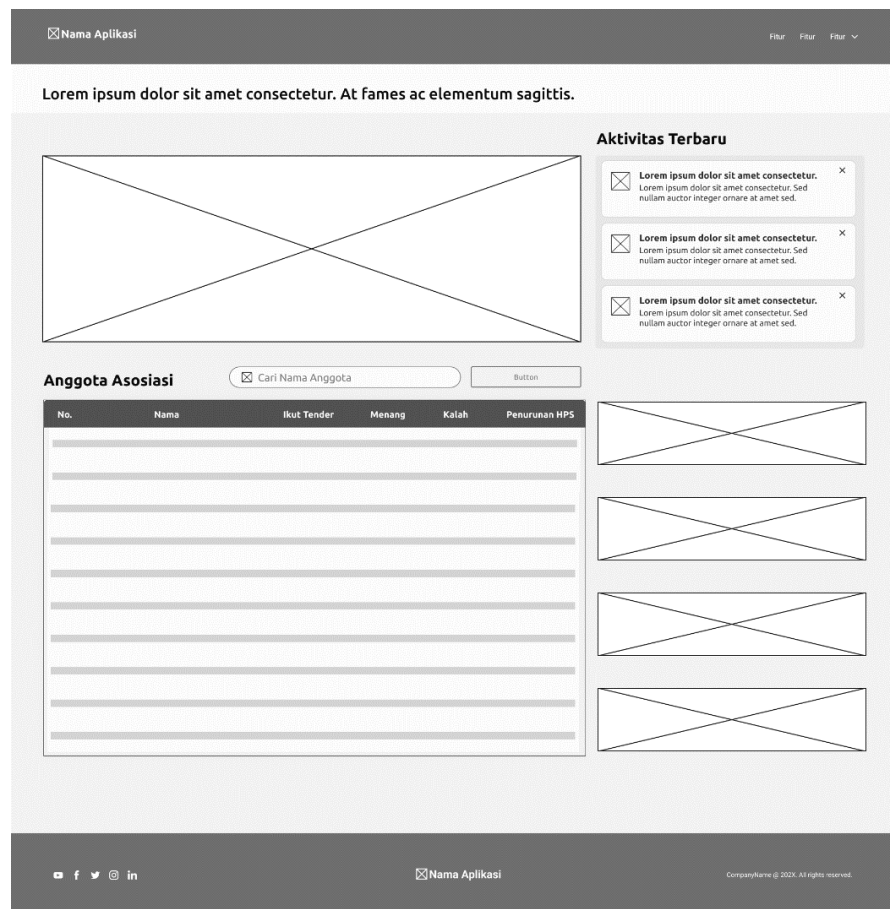 Nama Aplikasi
Fitur Fitur Fitur
Lorem ipsum dolor sit amet consectetur. At fames ac elementum sagittis.
Aktivitas Terbaru
Lorem ipsum dolor sit amet consectetur.
Lorem ipsum dolor sit amet consectetur. Sed
nullam auctor integer ornare at amet sed.
Lorem ipsum dolor sit amet consectetur.
Lorem ipsum dolor sit amet consectetur. Sed
nullam auctor integer ornare at amet sed.
Lorem ipsum dolor sit amet consectetur.
Lorem ipsum dolor sit amet consectetur. Sed
nullam auctor integer ornare at amet sed.
Anggota Asosiasi
Cari Nama Anggota
Button
No. Nama Ikut Tender Menang Kalah Penurunan HPS
Nama Aplikasi
CompanyName @ 202X. All rights reserved.